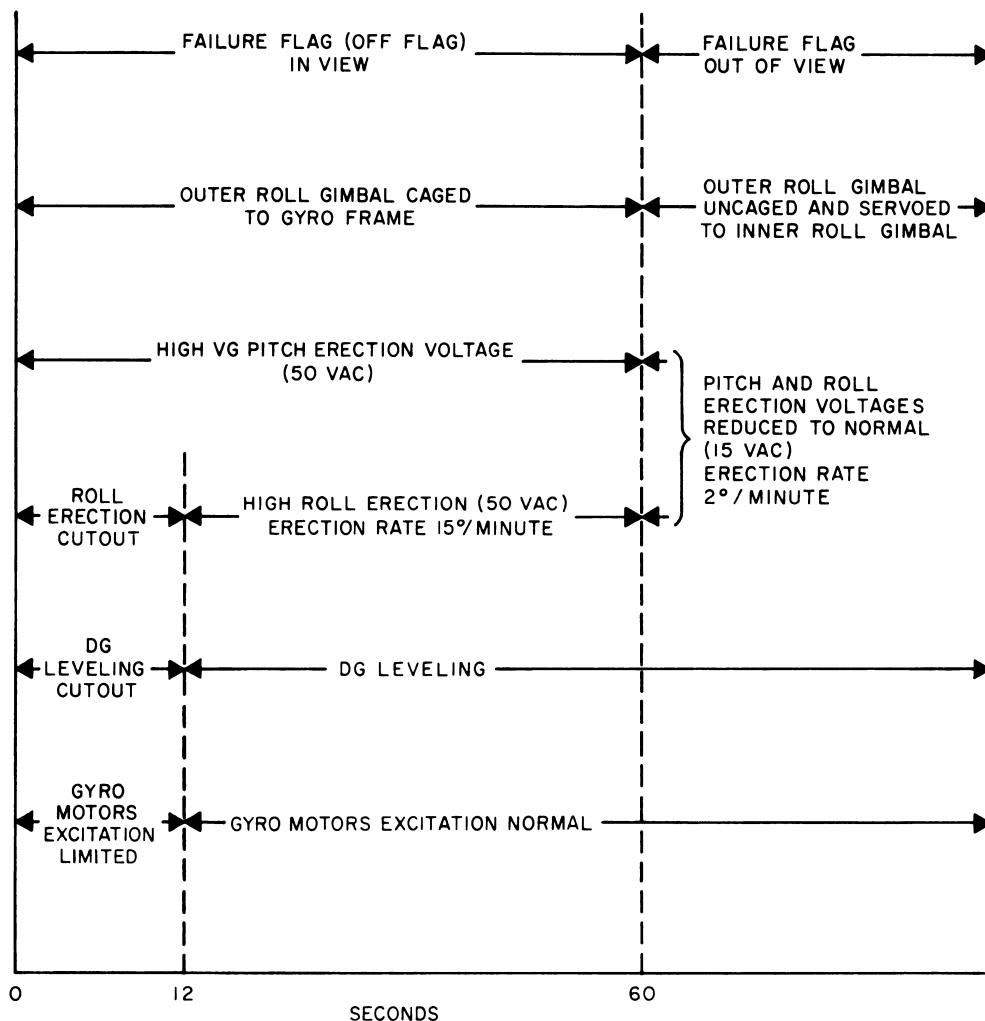 FAILURE FLAG (OFF FLAG)
IN VIEW
FAILURE FLAG
OUT OF VIEW
OUTER ROLL GIMBAL CAGED
TO GYRO FRAME
OUTER ROLL GIMBAL
UNCAGED AND SERVOED
TO INNER ROLL GIMBAL
HIGH VG PITCH ERECTION VOLTAGE
(50 VAC)
PITCH AND ROLL
ERECTION VOLTAGES
REDUCED TO NORMAL
(15 VAC)
ERECTION RATE
2°/MINUTE
ROLL
ERECTION
CUTOUT
HIGH ROLL ERECTION (50 VAC)
ERECTION RATE 15°/MINUTE
DG
LEVELING
CUTOUT
DG LEVELING
GYRO
MOTORS
EXCITATION
LIMITED
GYRO MOTORS EXCITATION NORMAL
0
12
60
SECONDS